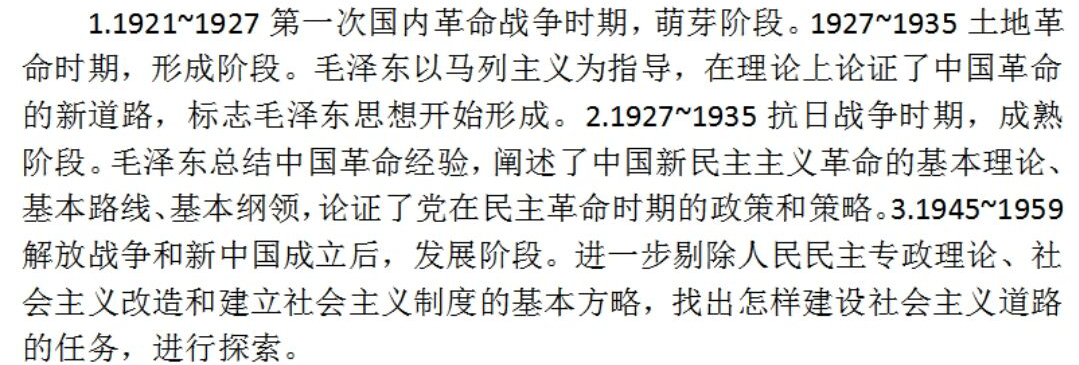 1.1921~1927 第一次国内革命战争时期，萌芽阶段。1927~1935 土地革
命时期，形成阶段。毛泽东以马列主义为指导，在理论上论证了中国革命
的新道路，标志毛泽东思想开始形成。2.1927~1935 抗日战争时期，成熟
阶段。毛泽东总结中国革命经验，阐述了中国新民主主义革命的基本理论、
基本路线、基本纲领，论证了党在民主革命时期的政策和策略。3.1945~1959
解放战争和新中国成立后，发展阶段。进一步剔除人民民主专政理论、社
会主义改造和建立社会主义制度的基本方略，找出怎样建设社会主义道路
的任务，进行探索。